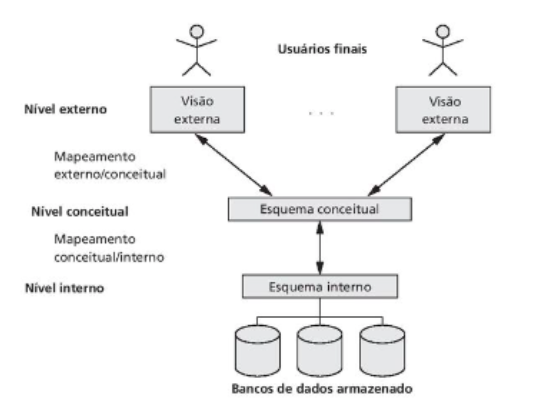 Usuários finais
Nível externo
Visão
externa
. . .
Visão
externa
Mapeamento
externo/conceitual
Nível conceitual
Esquema conceitual
Mapeamento
conceitual/interno
Nível interno
Esquema interno
Bancos de dados armazenado